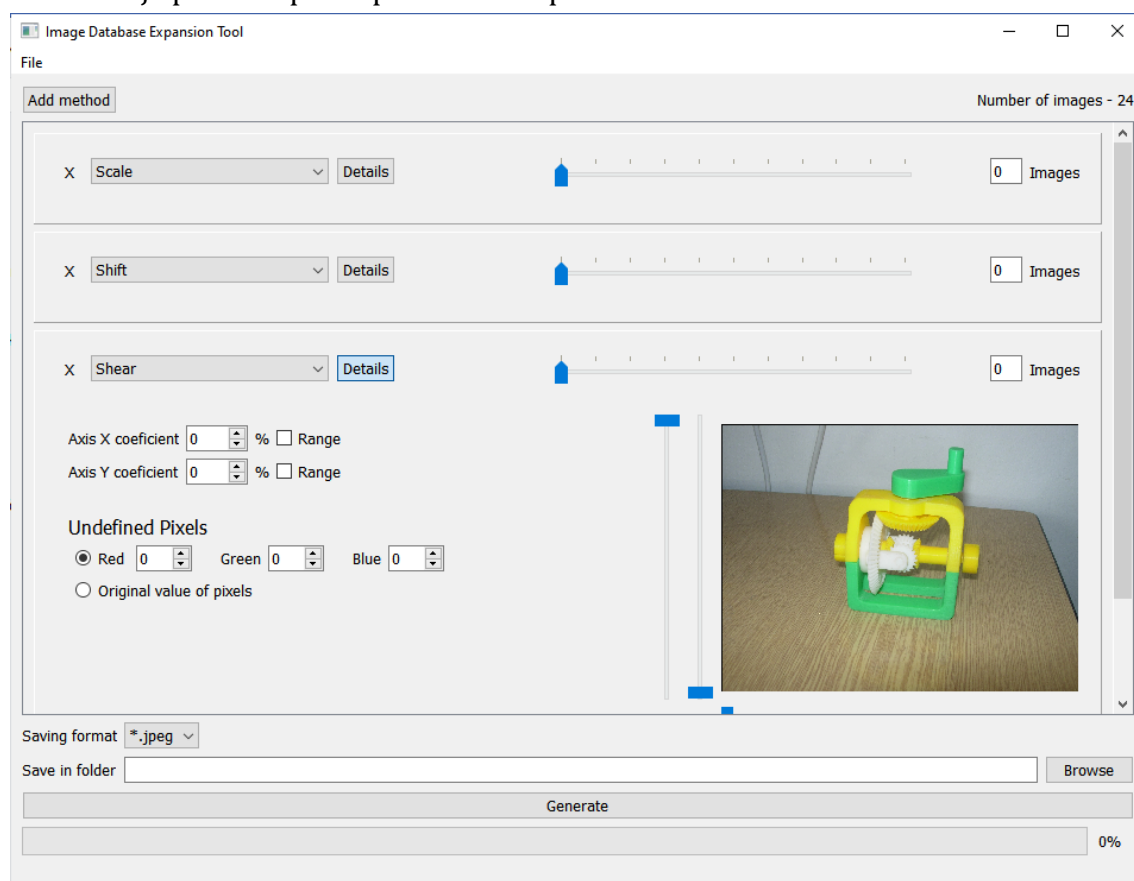 Image Database Expansion Tool
File
Add method Number of images - 24
X Scale Details 0 Images
X Shift Details 0 Images
X Shear Details 0 Images
Axis X coeficient 0 % Range
Axis Y coeficient 0 % Range
Undefined Pixels
Red 0 Green 0 Blue 0
Original value of pixels
Saving format *.jpeg
Save in folder Browse
Generate
0%